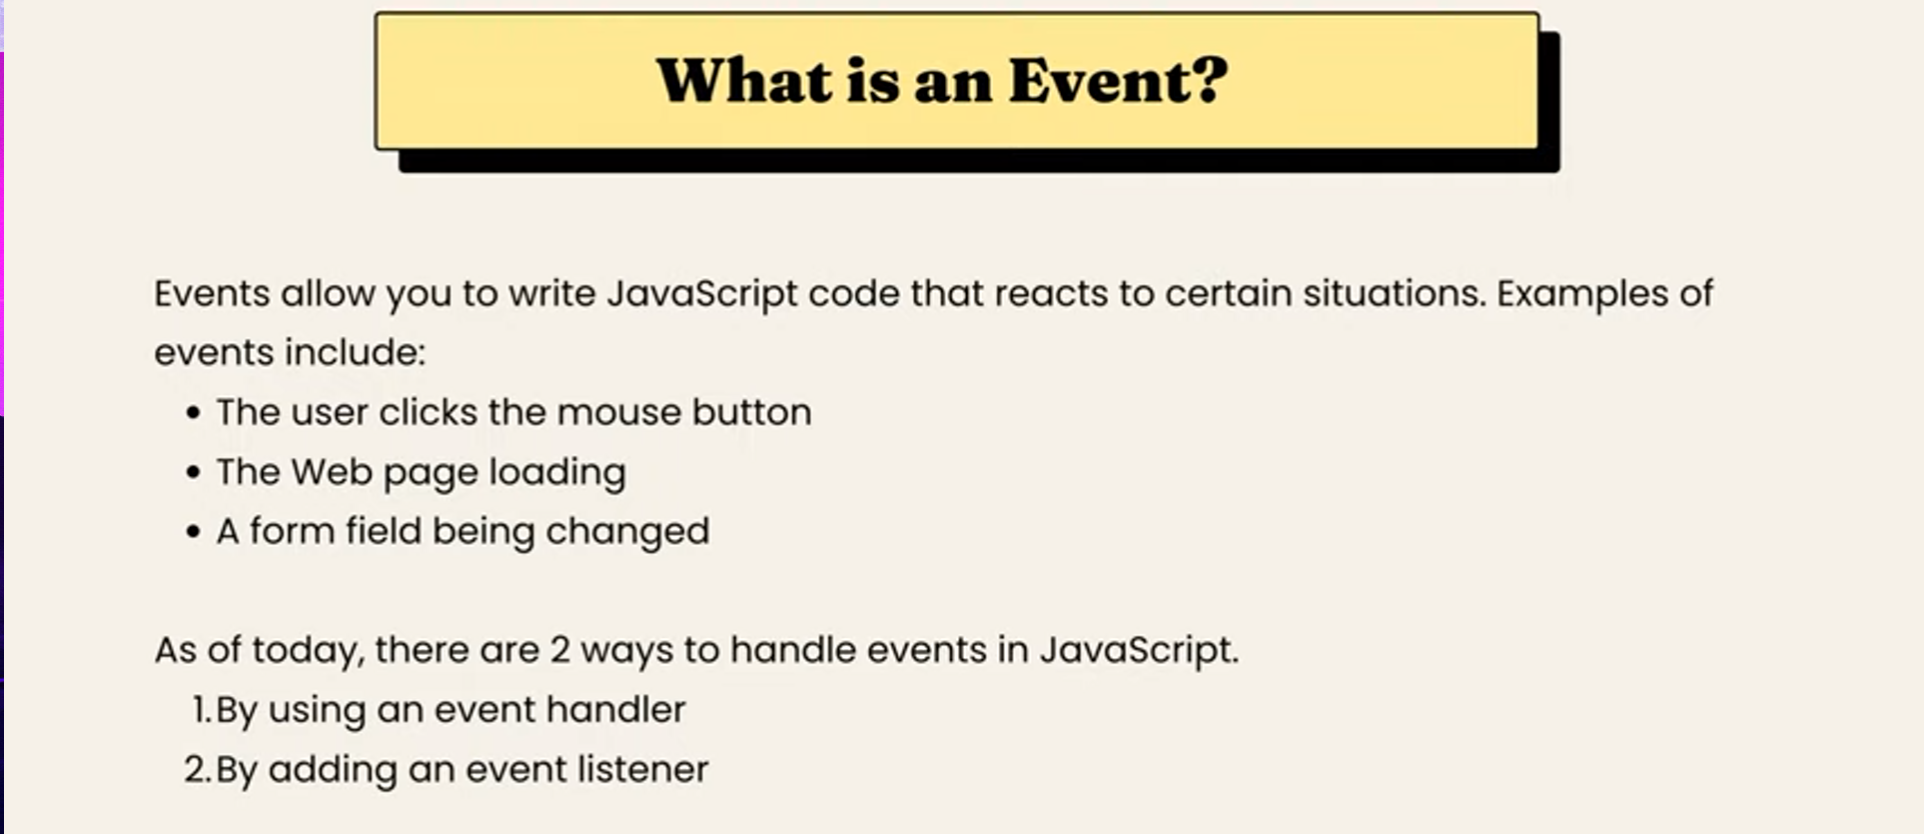 What is an Event?
Events allow you to write JavaScript code that reacts to certain situations. Examples of
events include:
• The user clicks the mouse button
• The Web page loading
• A form field being changed
As of today, there are 2 ways to handle events in JavaScript.
1.By using an event handler
2.By adding an event listener